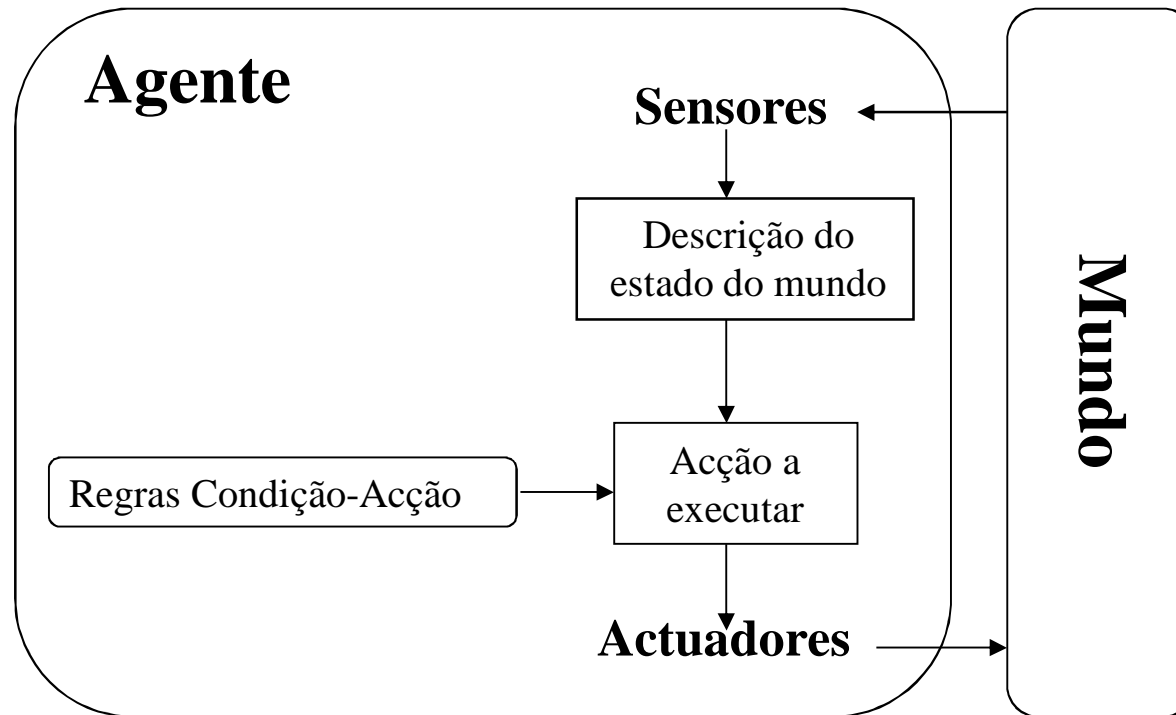 Agente
Sensores
Descrição do
estado do mundo
Regras Condição-Acção
Acção a
executar
Actuadores
Mundo